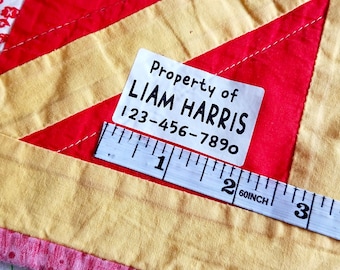 Property of
LIAM HARRIS
123-456-7890
1 2 60INCH 3